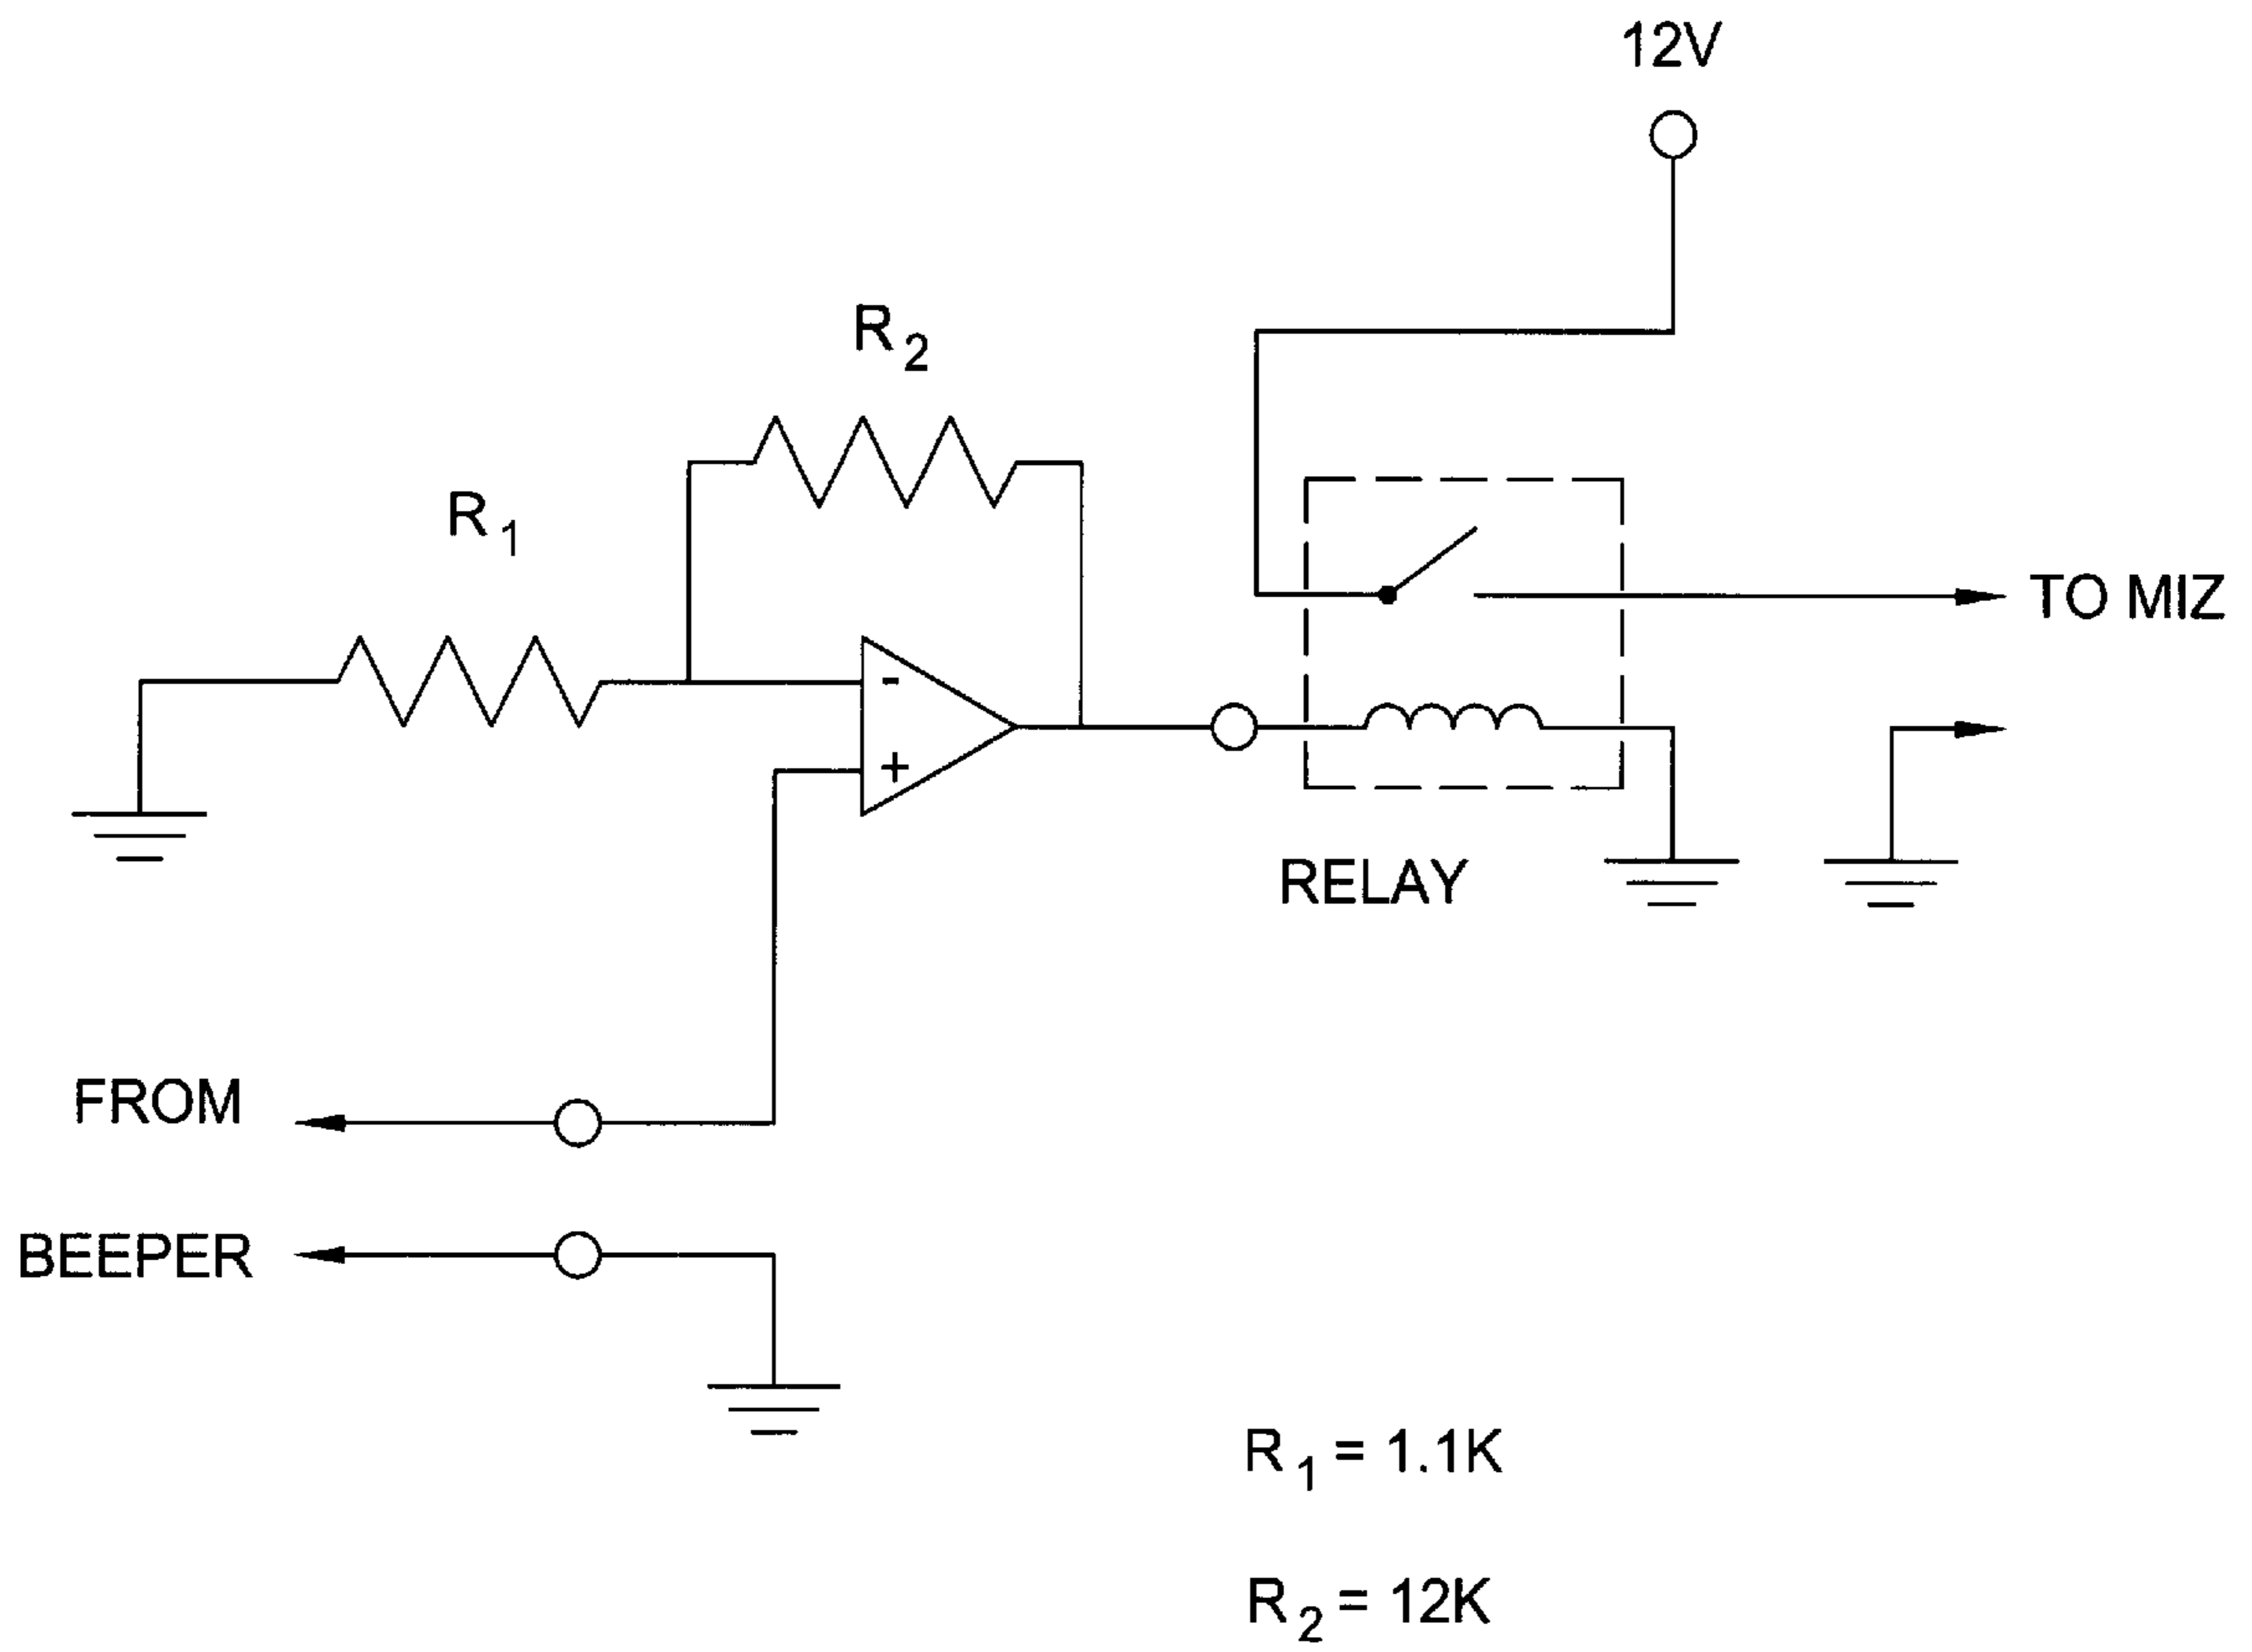 12V
R2
R1
-
+
TO MIZ
RELAY
FROM
BEEPER
R1 = 1.1K
R2 = 12K